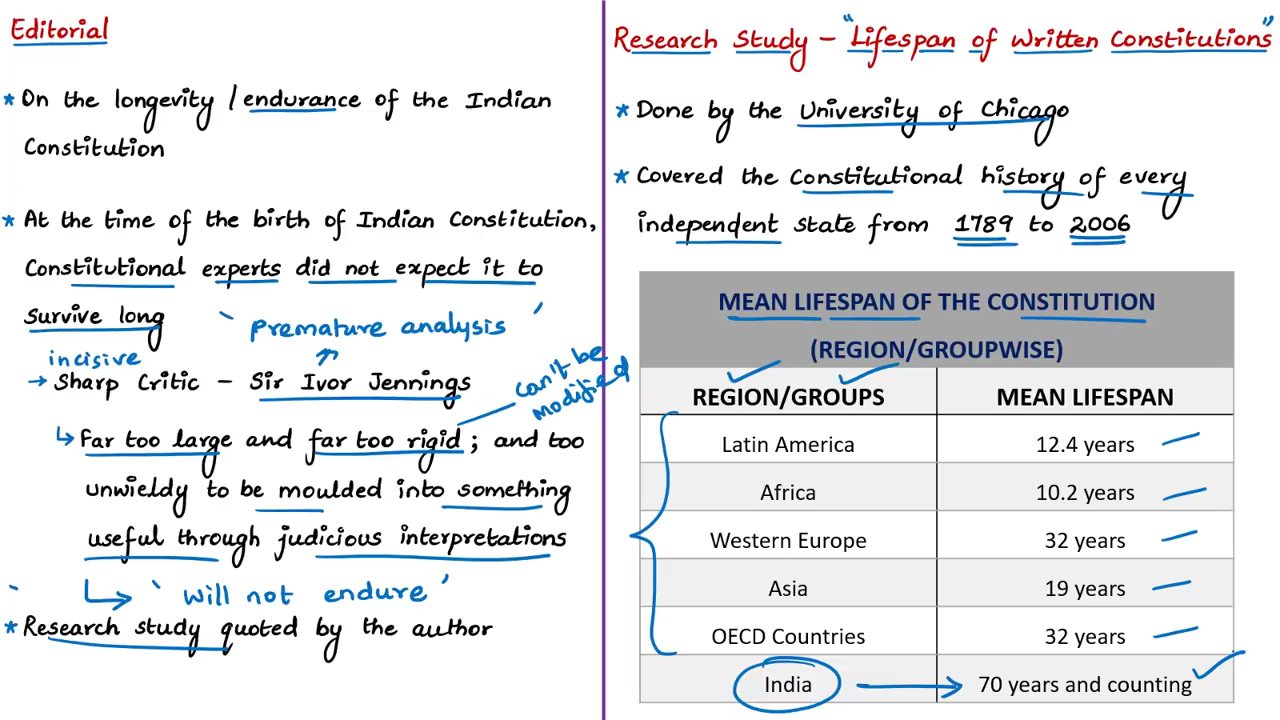 Editorial
* On the longevity / endurance of the Indian
Constitution
* At the time of the birth of Indian Constitution,
Constitutional experts did not expect it to
survive long
' Premature analysis '
incisive
→ Sharp Critic - Sir Ivor Jennings
can't be
modified
↳ Far too large and far too rigid ; and too
unwieldy to be moulded into something
useful through judicious interpretations
↳ ' will not endure '
* Research study quoted by the author
Research Study - "Lifespan of Written Constitutions"
* Done by the University of Chicago
* Covered the Constitutional history of every
independent state from 1789 to 2006
MEAN LIFESPAN OF THE CONSTITUTION
(REGION/GROUPWISE)
REGION/GROUPS MEAN LIFESPAN
Latin America 12.4 years
Africa 10.2 years
Western Europe 32 years
Asia 19 years
OECD Countries 32 years
India → 70 years and counting